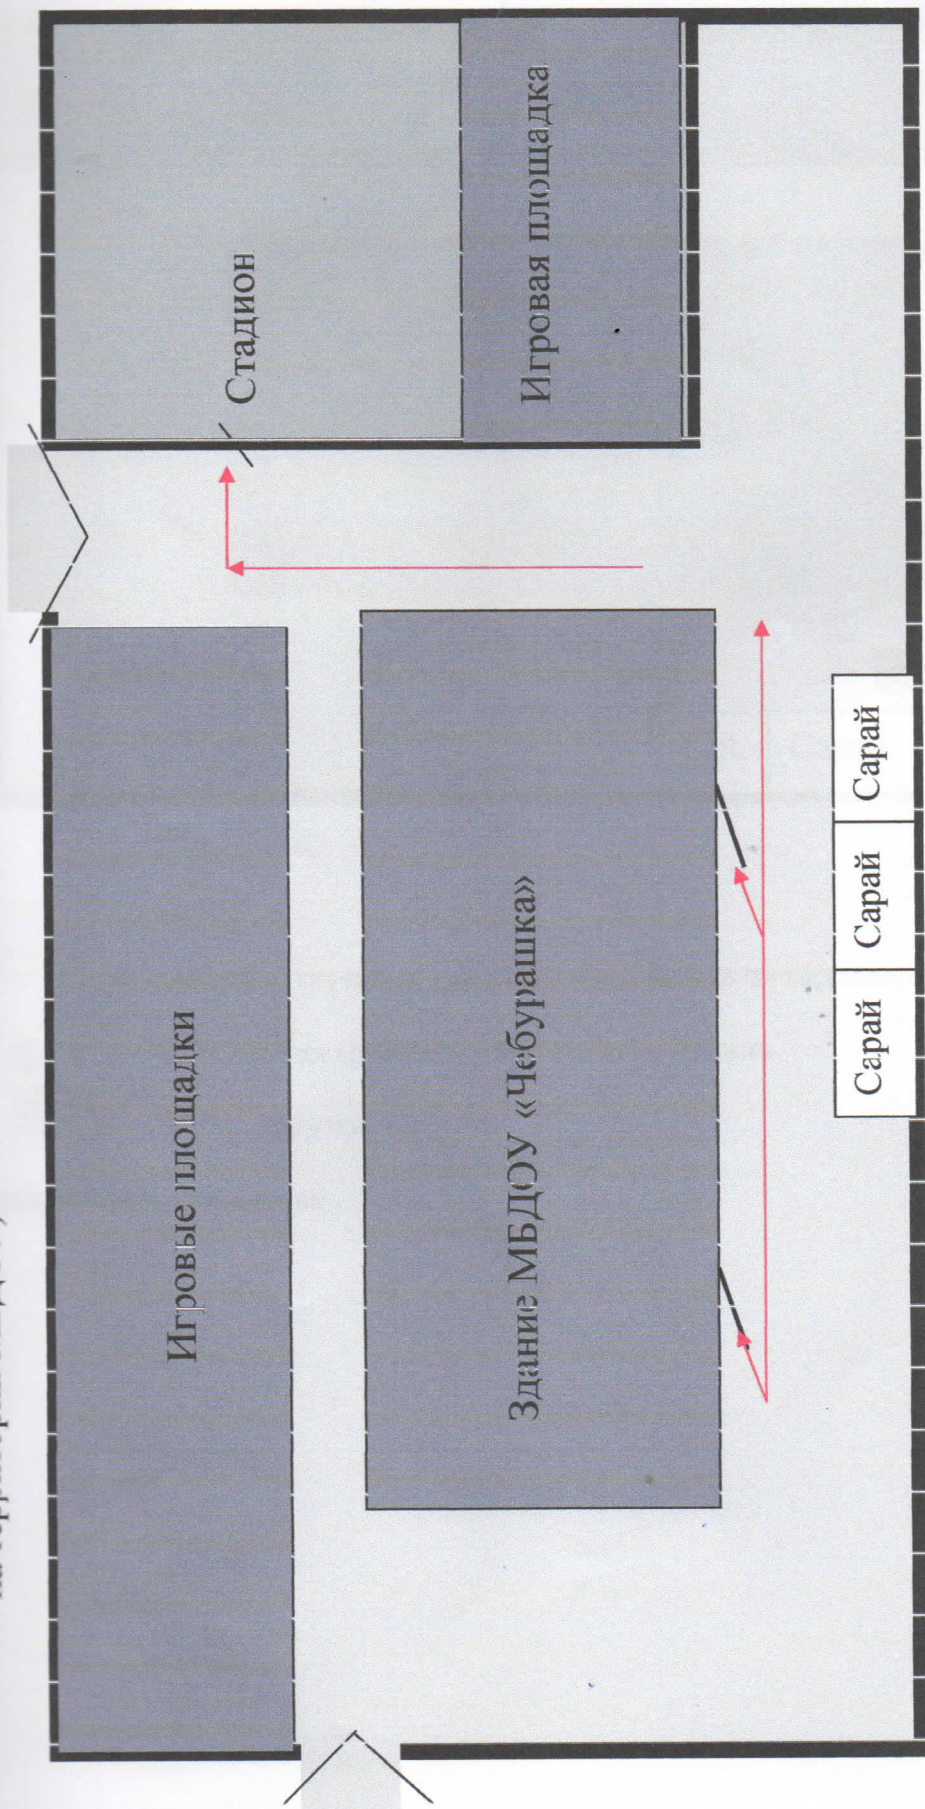 Стадион
Игровая площадка
Игровые площадки
Здание МБДОУ «Чебурашка»
Сарай
Сарай
Сарай